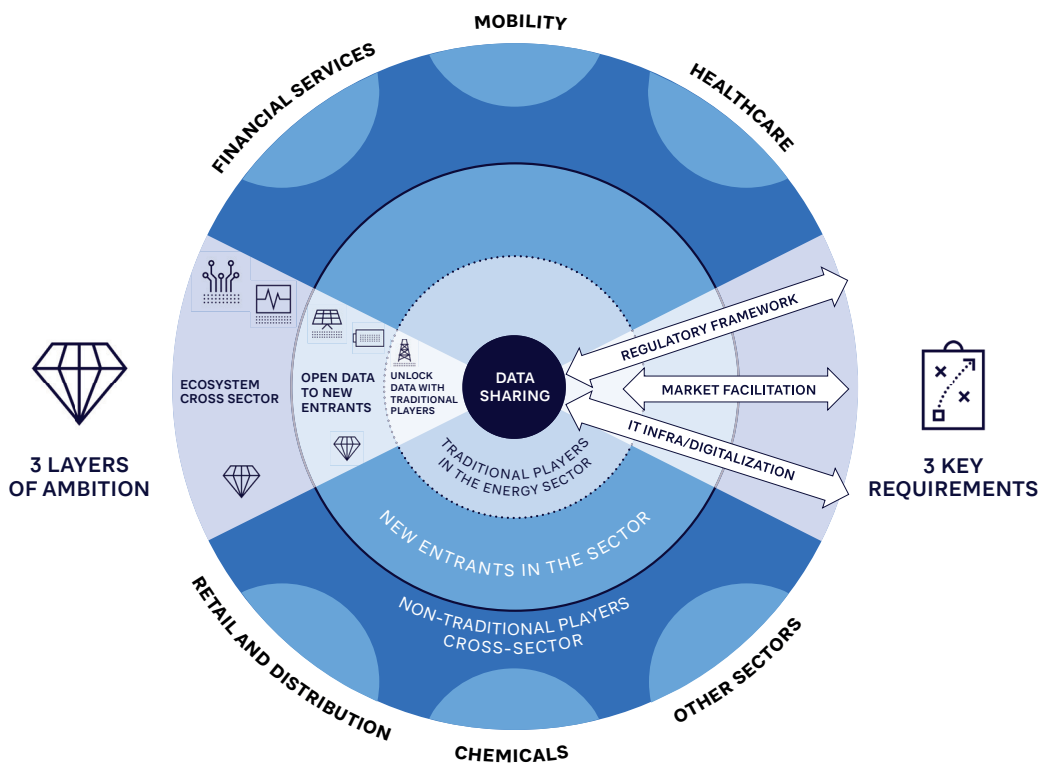 MOBILITY
FINANCIAL SERVICES
HEALTHCARE
3 LAYERS
OF AMBITION
ECOSYSTEM
CROSS SECTOR
OPEN DATA
TO NEW
ENTRANTS
UNLOCK
DATA WITH
TRADITIONAL
PLAYERS
DATA
SHARING
REGULATORY FRAMEWORK
MARKET FACILITATION
IT INFRA/DIGITALIZATION
3 KEY
REQUIREMENTS
TRADITIONAL PLAYERS
IN THE ENERGY SECTOR
NEW ENTRANTS IN THE SECTOR
NON-TRADITIONAL PLAYERS
CROSS-SECTOR
RETAIL AND DISTRIBUTION
CHEMICALS
OTHER SECTORS